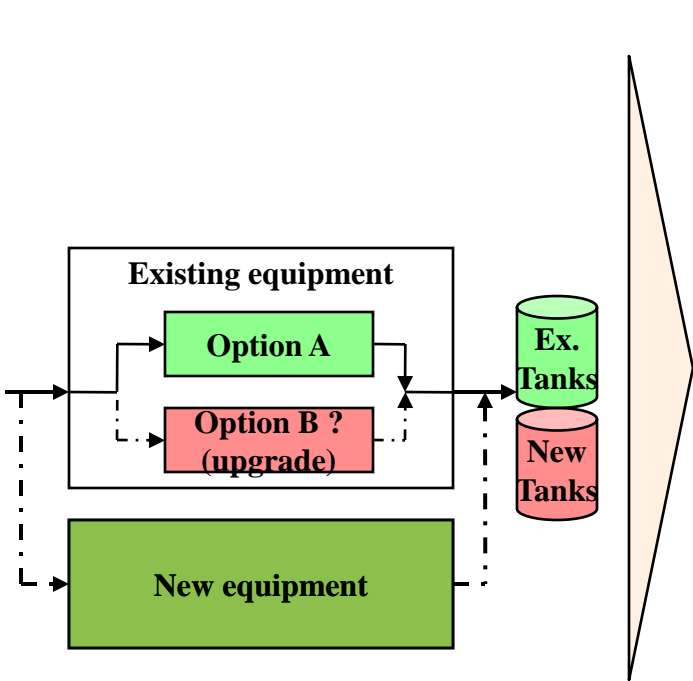 Existing equipment
Option A
Option B ?
(upgrade)
Ex.
Tanks
New
Tanks
New equipment